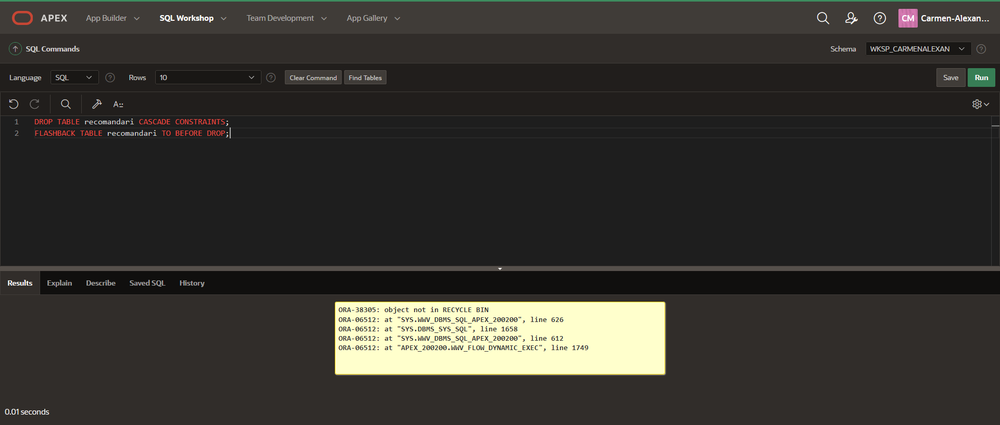 APEX App Builder SQL Workshop Team Development App Gallery CM Carmen-Alexan...
SQL Commands Schema WKSP_CARMENALEXAN
Language SQL Rows 10 Clear Command Find Tables Save Run
A::
1 DROP TABLE recomandari CASCADE CONSTRAINTS;
2 FLASHBACK TABLE recomandari TO BEFORE DROP;
Results Explain Describe Saved SQL History
ORA-38305: object not in RECYCLE BIN
ORA-06512: at "SYS.WWV_DBMS_SQL_APEX_200200", line 626
ORA-06512: at "SYS.DBMS_SYS_SQL", line 1658
ORA-06512: at "SYS.WWV_DBMS_SQL_APEX_200200", line 612
ORA-06512: at "APEX_200200.WWV_FLOW_DYNAMIC_EXEC", line 1749
0.01 seconds